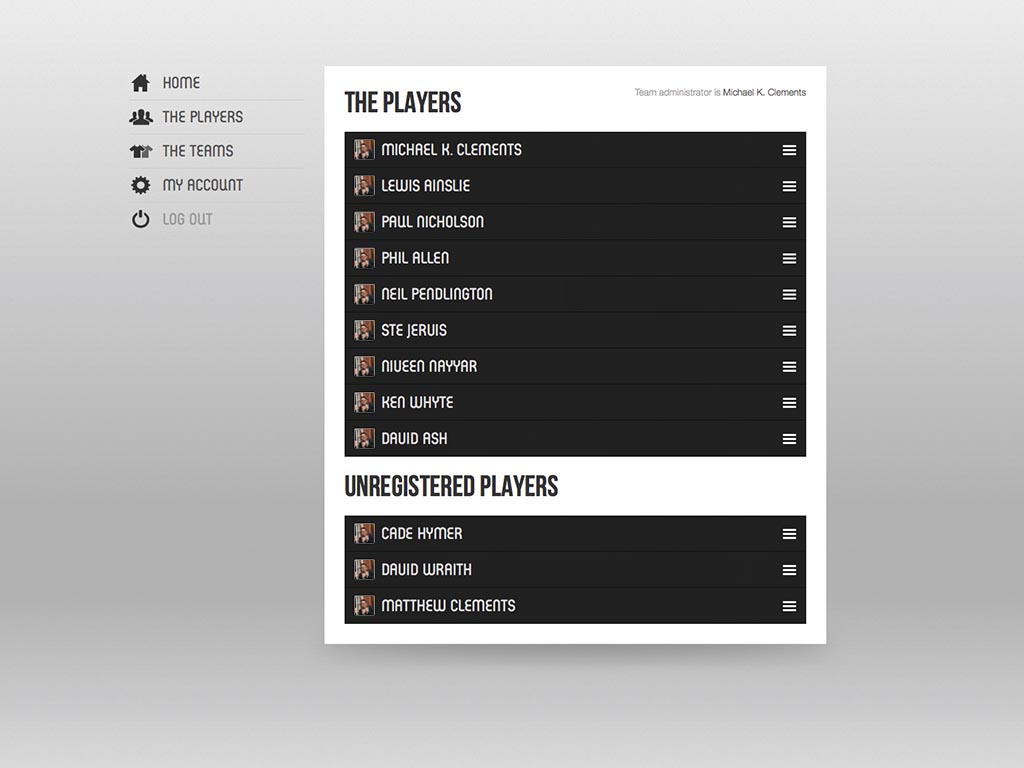 HOME
THE PLAYERS
THE TEAMS
MY ACCOUNT
LOG OUT
THE PLAYERS
Team administrator is Michael K. Clements
MICHAEL K. CLEMENTS
LEWIS AINSLIE
PAUL NICHOLSON
PHIL ALLEN
NEIL PENDLINGTON
STE JERVIS
NIVEEN NAYYAR
KEN WHYTE
DAVID ASH
UNREGISTERED PLAYERS
CADE HYMER
DAVID WRAITH
MATTHEW CLEMENTS